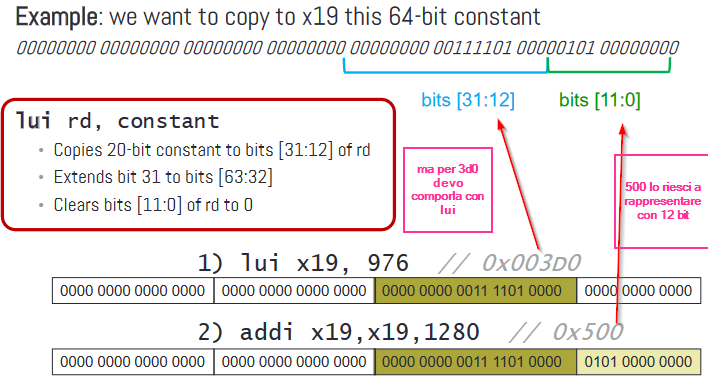 Example: we want to copy to x19 this 64-bit constant
00000000 00000000 00000000 00000000 00000000 00111101 00000101 00000000
bits [31:12]
bits [11:0]
lui rd, constant
• Copies 20-bit constant to bits [31:12] of rd
• Extends bit 31 to bits [63:32]
• Clears bits [11:0] of rd to 0
ma per 3d0
devo
comporla con
lui
500 lo riesci a
rappresentare
con 12 bit
1) lui x19, 976 // 0x003D0
0000 0000 0000 0000 0000 0000 0000 0000 0000 0000 0011 1101 0000 0000 0000 0000
2) addi x19,x19,1280 // 0x500
0000 0000 0000 0000 0000 0000 0000 0000 0000 0000 0011 1101 0000 0101 0000 0000